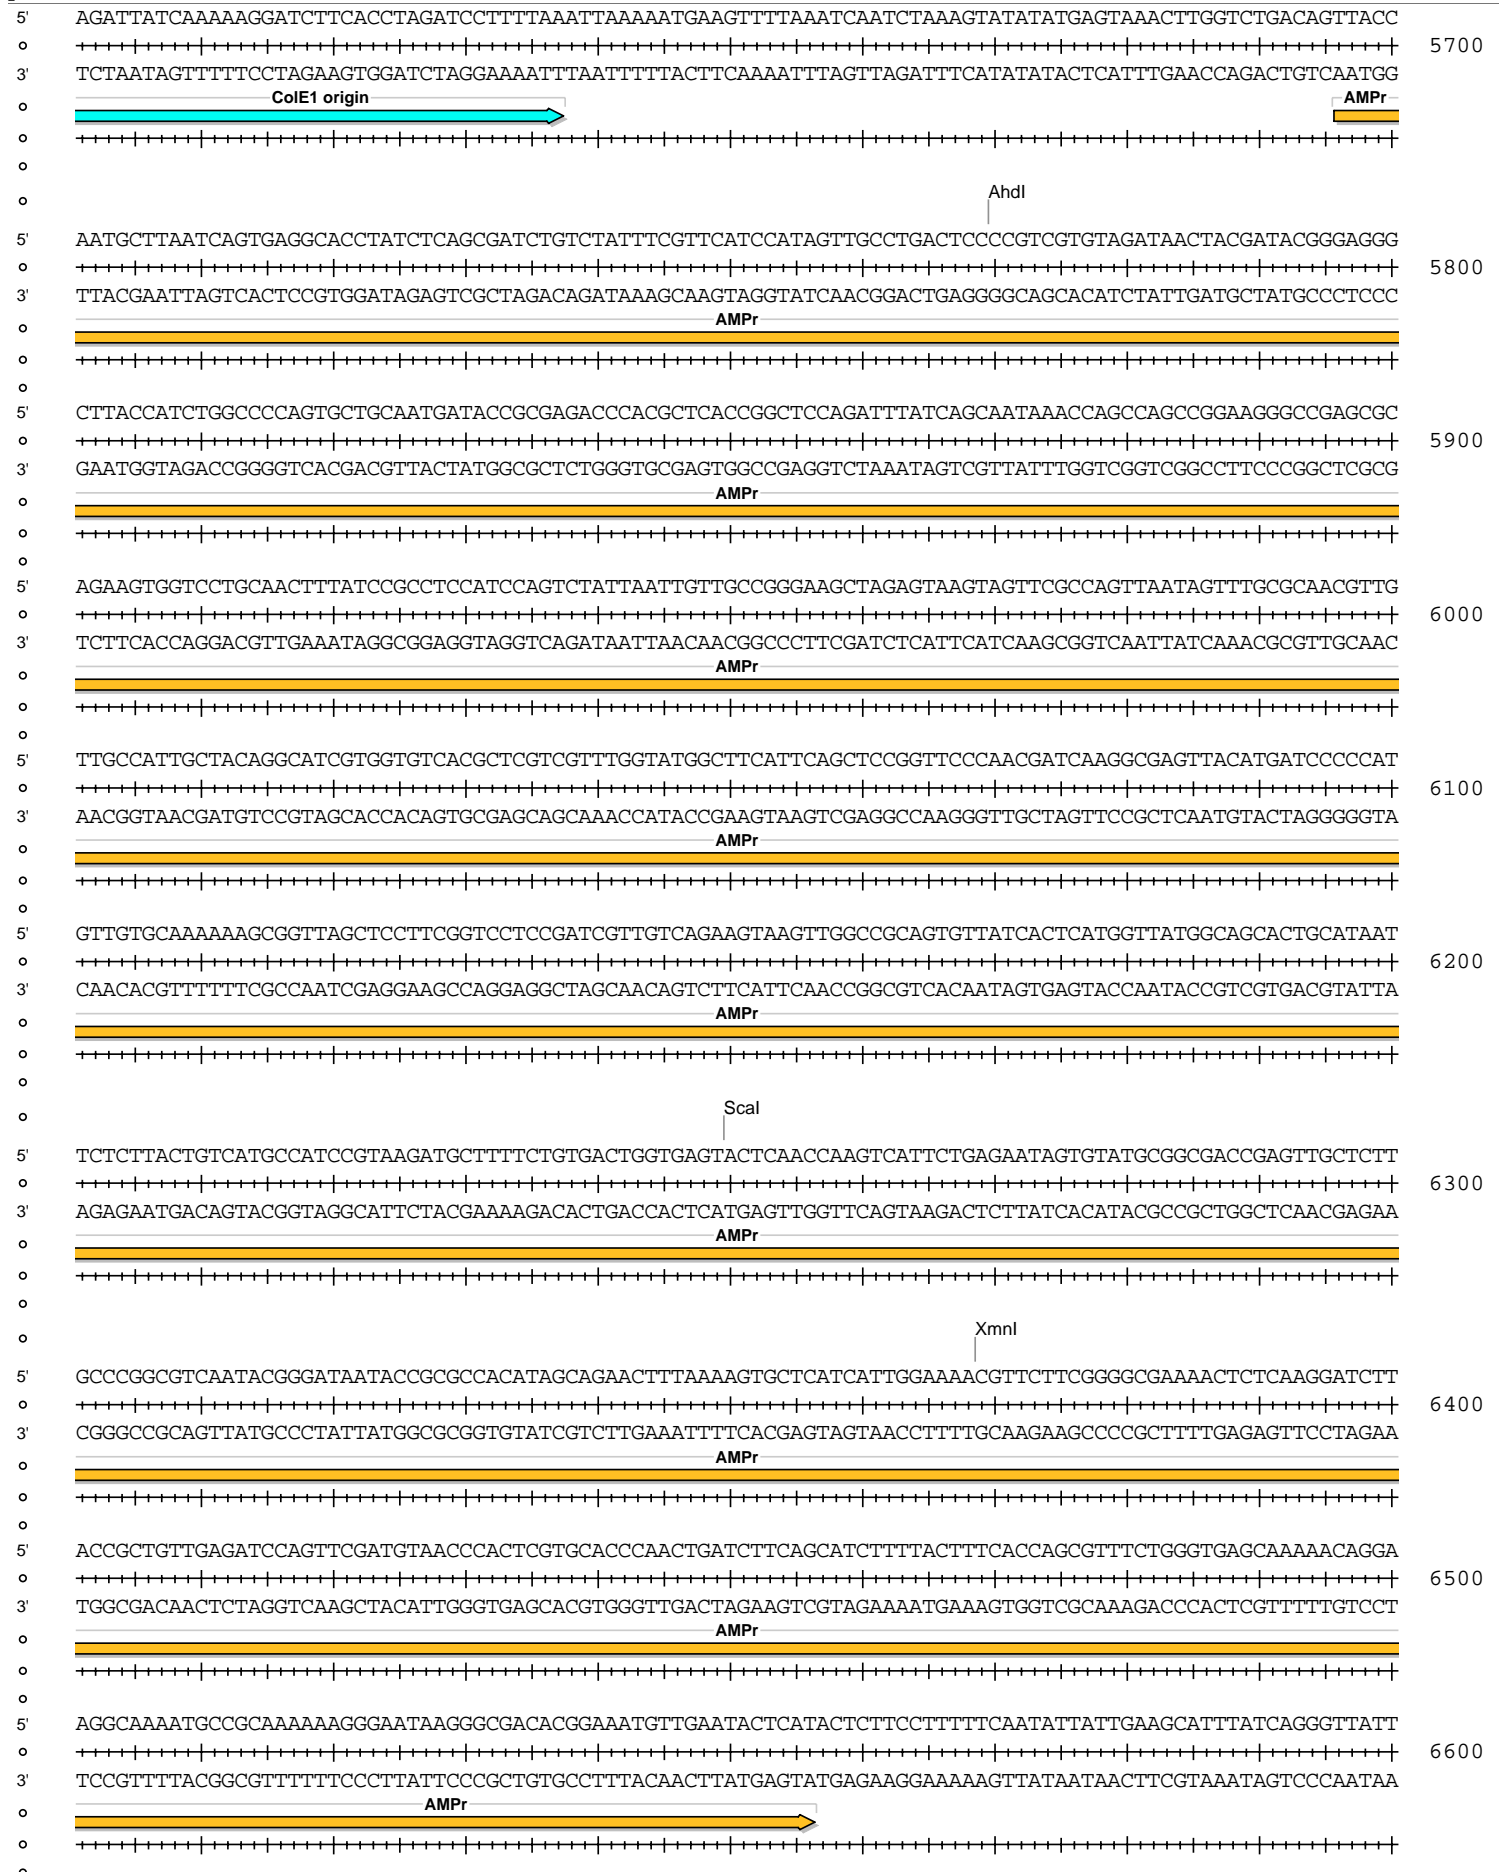 5' AGATTATCAAAAAGGATCTTCACCTAGATCCTTTTAAATTAAAAATGAAGTTTTAAATCAATCTAAAGTATATATGAGTAAACTTGGTCTGACAGTTACC
5700
3' TCTAATAGTTTTTCCTAGAAGTGGATCTAGGAAAATTTAATTTTTACTTCAAAATTTAGTTAGATTTCATATATACTCATTTGAACCAGACTGTCAATGG
ColE1 origin AMPr
AhdI
5' AATGCTTAATCAGTGAGGCACCTATCTCAGCGATCTGTCTATTTCGTTCATCCATAGTTGCCTGACTCCCCGTCGTGTAGATAACTACGATACGGGAGGG
5800
3' TTACGAATTAGTCACTCCGTGGATAGAGTCGCTAGACAGATAAAGCAAGTAGGTATCAACGGACTGAGGGGCAGCACATCTATTGATGCTATGCCCTCCC
AMPr
5' CTTACCATCTGGCCCCAGTGCTGCAATGATACCGCGAGACCCACGCTCACCGGCTCCAGATTTATCAGCAATAAACCAGCCAGCCGGAAGGGCCGAGCGC
5900
3' GAATGGTAGACCGGGGTCACGACGTTACTATGGCGCTCTGGGTGCGAGTGGCCGAGGTCTAAATAGTCGTTATTTGGTCGGTCGGCCTTCCCGGCTCGCG
AMPr
5' AGAAGTGGTCCTGCAACTTTATCCGCCTCCATCCAGTCTATTAATTGTTGCCGGGAAGCTAGAGTAAGTAGTTCGCCAGTTAATAGTTTGCGCAACGTTG
6000
3' TCTTCACCAGGACGTTGAAATAGGCGGAGGTAGGTCAGATAATTAACAACGGCCCTTCGATCTCATTCATCAAGCGGTCAATTATCAAACGCGTTGCAAC
AMPr
5' TTGCCATTGCTACAGGCATCGTGGTGTCACGCTCGTCGTTTGGTATGGCTTCATTCAGCTCCGGTTCCCAACGATCAAGGCGAGTTACATGATCCCCCAT
6100
3' AACGGTAACGATGTCCGTAGCACCACAGTGCGAGCAGCAAACCATACCGAAGTAAGTCGAGGCCAAGGGTTGCTAGTTCCGCTCAATGTACTAGGGGGTA
AMPr
5' GTTGTGCAAAAAAGCGGTTAGCTCCTTCGGTCCTCCGATCGTTGTCAGAAGTAAGTTGGCCGCAGTGTTATCACTCATGGTTATGGCAGCACTGCATAAT
6200
3' CAACACGTTTTTTCGCCAATCGAGGAAGCCAGGAGGCTAGCAACAGTCTTCATTCAACCGGCGTCACAATAGTGAGTACCAATACCGTCGTGACGTATTA
AMPr
ScaI
5' TCTCTTACTGTCATGCCATCCGTAAGATGCTTTTCTGTGACTGGTGAGTACTCAACCAAGTCATTCTGAGAATAGTGTATGCGGCGACCGAGTTGCTCTT
6300
3' AGAGAATGACAGTACGGTAGGCATTCTACGAAAAGACACTGACCACTCATGAGTTGGTTCAGTAAGACTCTTATCACATACGCCGCTGGCTCAACGAGAA
AMPr
XmnI
5' GCCCGGCGTCAATACGGGATAATACCGCGCCACATAGCAGAACTTTAAAAGTGCTCATCATTGGAAAACGTTCTTCGGGGCGAAAACTCTCAAGGATCTT
6400
3' CGGGCCGCAGTTATGCCCTATTATGGCGCGGTGTATCGTCTTGAAATTTTCACGAGTAGTAACCTTTTGCAAGAAGCCCCGCTTTTGAGAGTTCCTAGAA
AMPr
5' ACCGCTGTTGAGATCCAGTTCGATGTAACCCACTCGTGCACCCAACTGATCTTCAGCATCTTTTACTTTCACCAGCGTTTCTGGGTGAGCAAAAACAGGA
6500
3' TGGCGACAACTCTAGGTCAAGCTACATTGGGTGAGCACGTGGGTTGACTAGAAGTCGTAGAAAATGAAAGTGGTCGCAAAGACCCACTCGTTTTTGTCCT
AMPr
5' AGGCAAAATGCCGCAAAAAAGGGAATAAGGGCGACACGGAAATGTTGAATACTCATACTCTTCCTTTTTCAATATTATTGAAGCATTTATCAGGGTTATT
6600
3' TCCGTTTTACGGCGTTTTTTCCCTTATTCCCGCTGTGCCTTTACAACTTATGAGTATGAGAAGGAAAAAGTTATAATAACTTCGTAAATAGTCCCAATAA
AMPr